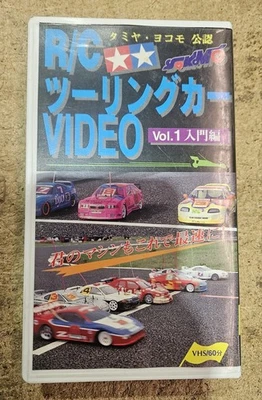 タミヤ・ヨコモ 公認
R/C
ツーリングカー
VIDEO
Vol.1 入門編
君のマシンもこれで最速!
VHS/60分